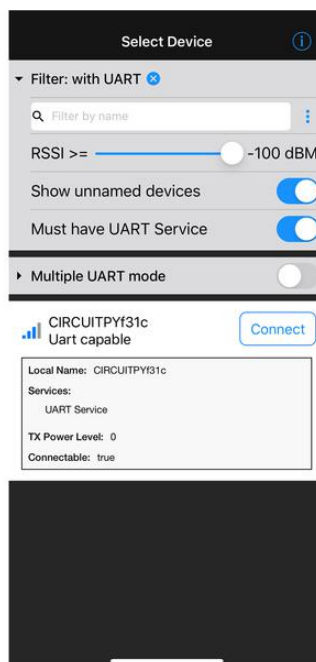 Select Device
Filter: with UART
Filter by name
RSSI >= -100 dBM
Show unnamed devices
Must have UART Service
Multiple UART mode
CIRCUITPYf31c
Uart capable
Connect
Local Name: CIRCUITPYf31c
Services:
UART Service
TX Power Level: 0
Connectable: true